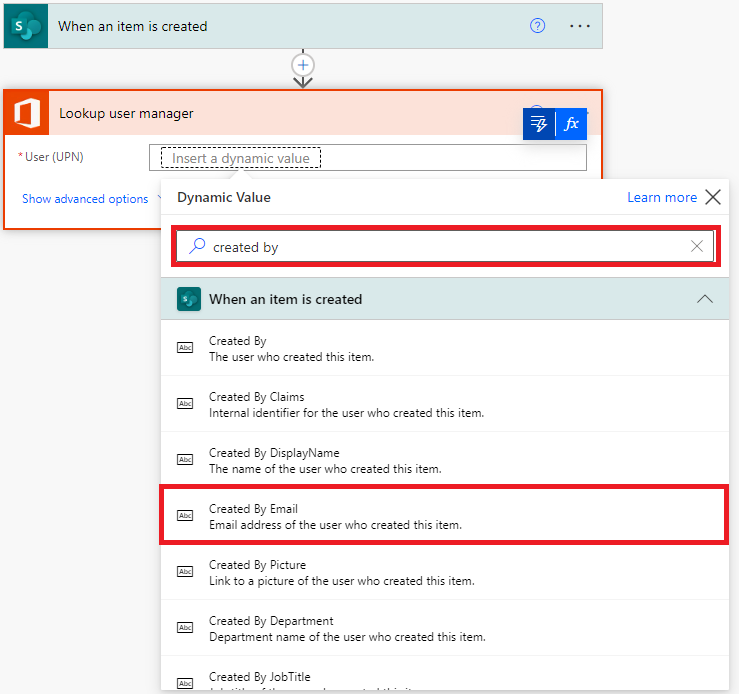 When an item is created
Lookup user manager
fx
* User (UPN)
Insert a dynamic value
Show advanced options
Dynamic Value
Learn more
created by
When an item is created
Abc
Created By
The user who created this item.
Abc
Created By Claims
Internal identifier for the user who created this item.
Abc
Created By DisplayName
The name of the user who created this item.
Abc
Created By Email
Email address of the user who created this item.
Abc
Created By Picture
Link to a picture of the user who created this item.
Abc
Created By Department
Department name of the user who created this item.
Abc
Created By JobTitle